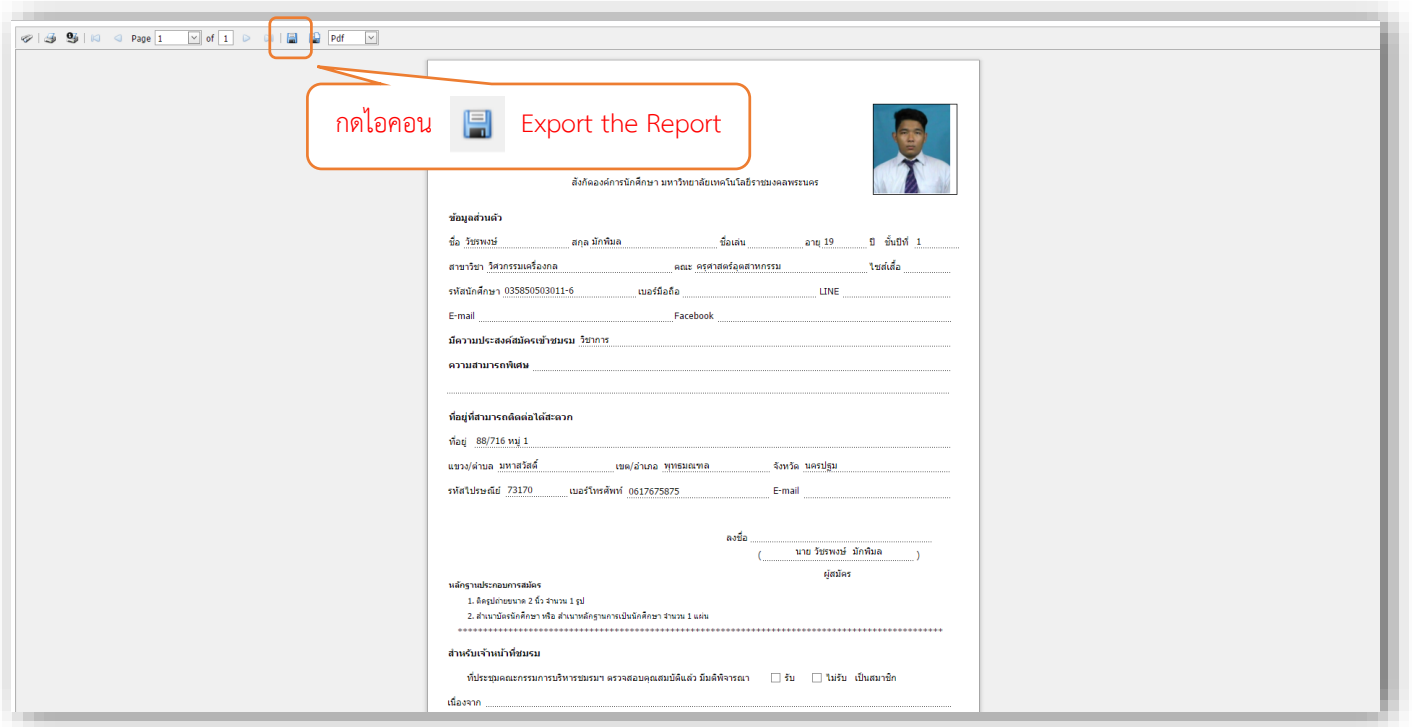 Page 1 of 1 Pdf
กดไอคอน Export the Report
สังกัดองค์การนักศึกษา มหาวิทยาลัยเทคโนโลยีราชมงคลพระนคร
ข้อมูลส่วนตัว
ชื่อ วัชรพงษ์ สกุล มักพิมล ชื่อเล่น อายุ 19 ปี ชั้นปีที่ 1
สาขาวิชา วิศวกรรมเครื่องกล คณะ ครุศาสตร์อุตสาหกรรม ไซส์เสื้อ
รหัสนักศึกษา 035850503011-6 เบอร์มือถือ LINE
E-mail Facebook
มีความประสงค์สมัครเข้าชมรม วิชาการ
ความสามารถพิเศษ
ที่อยู่ที่สามารถติดต่อได้สะดวก
ที่อยู่ 88/716 หมู่ 1
แขวง/ตำบล มหาสวัสดิ์ เขต/อำเภอ พุทธมณฑล จังหวัด นครปฐม
รหัสไปรษณีย์ 73170 เบอร์โทรศัพท์ 0617675875 E-mail
ลงชื่อ
( นาย วัชรพงษ์ มักพิมล )
ผู้สมัคร
หลักฐานประกอบการสมัคร
1. ติดรูปถ่ายขนาด 2 นิ้ว จำนวน 1 รูป
2. สำเนาบัตรนักศึกษา หรือ สำเนาหลักฐานการเป็นนักศึกษา จำนวน 1 แผ่น
สำหรับเจ้าหน้าที่ชมรม
ที่ประชุมคณะกรรมการบริหารชมรมฯ ตรวจสอบคุณสมบัติแล้ว มีมติพิจารณา รับ ไม่รับ เป็นสมาชิก
เนื่องจาก